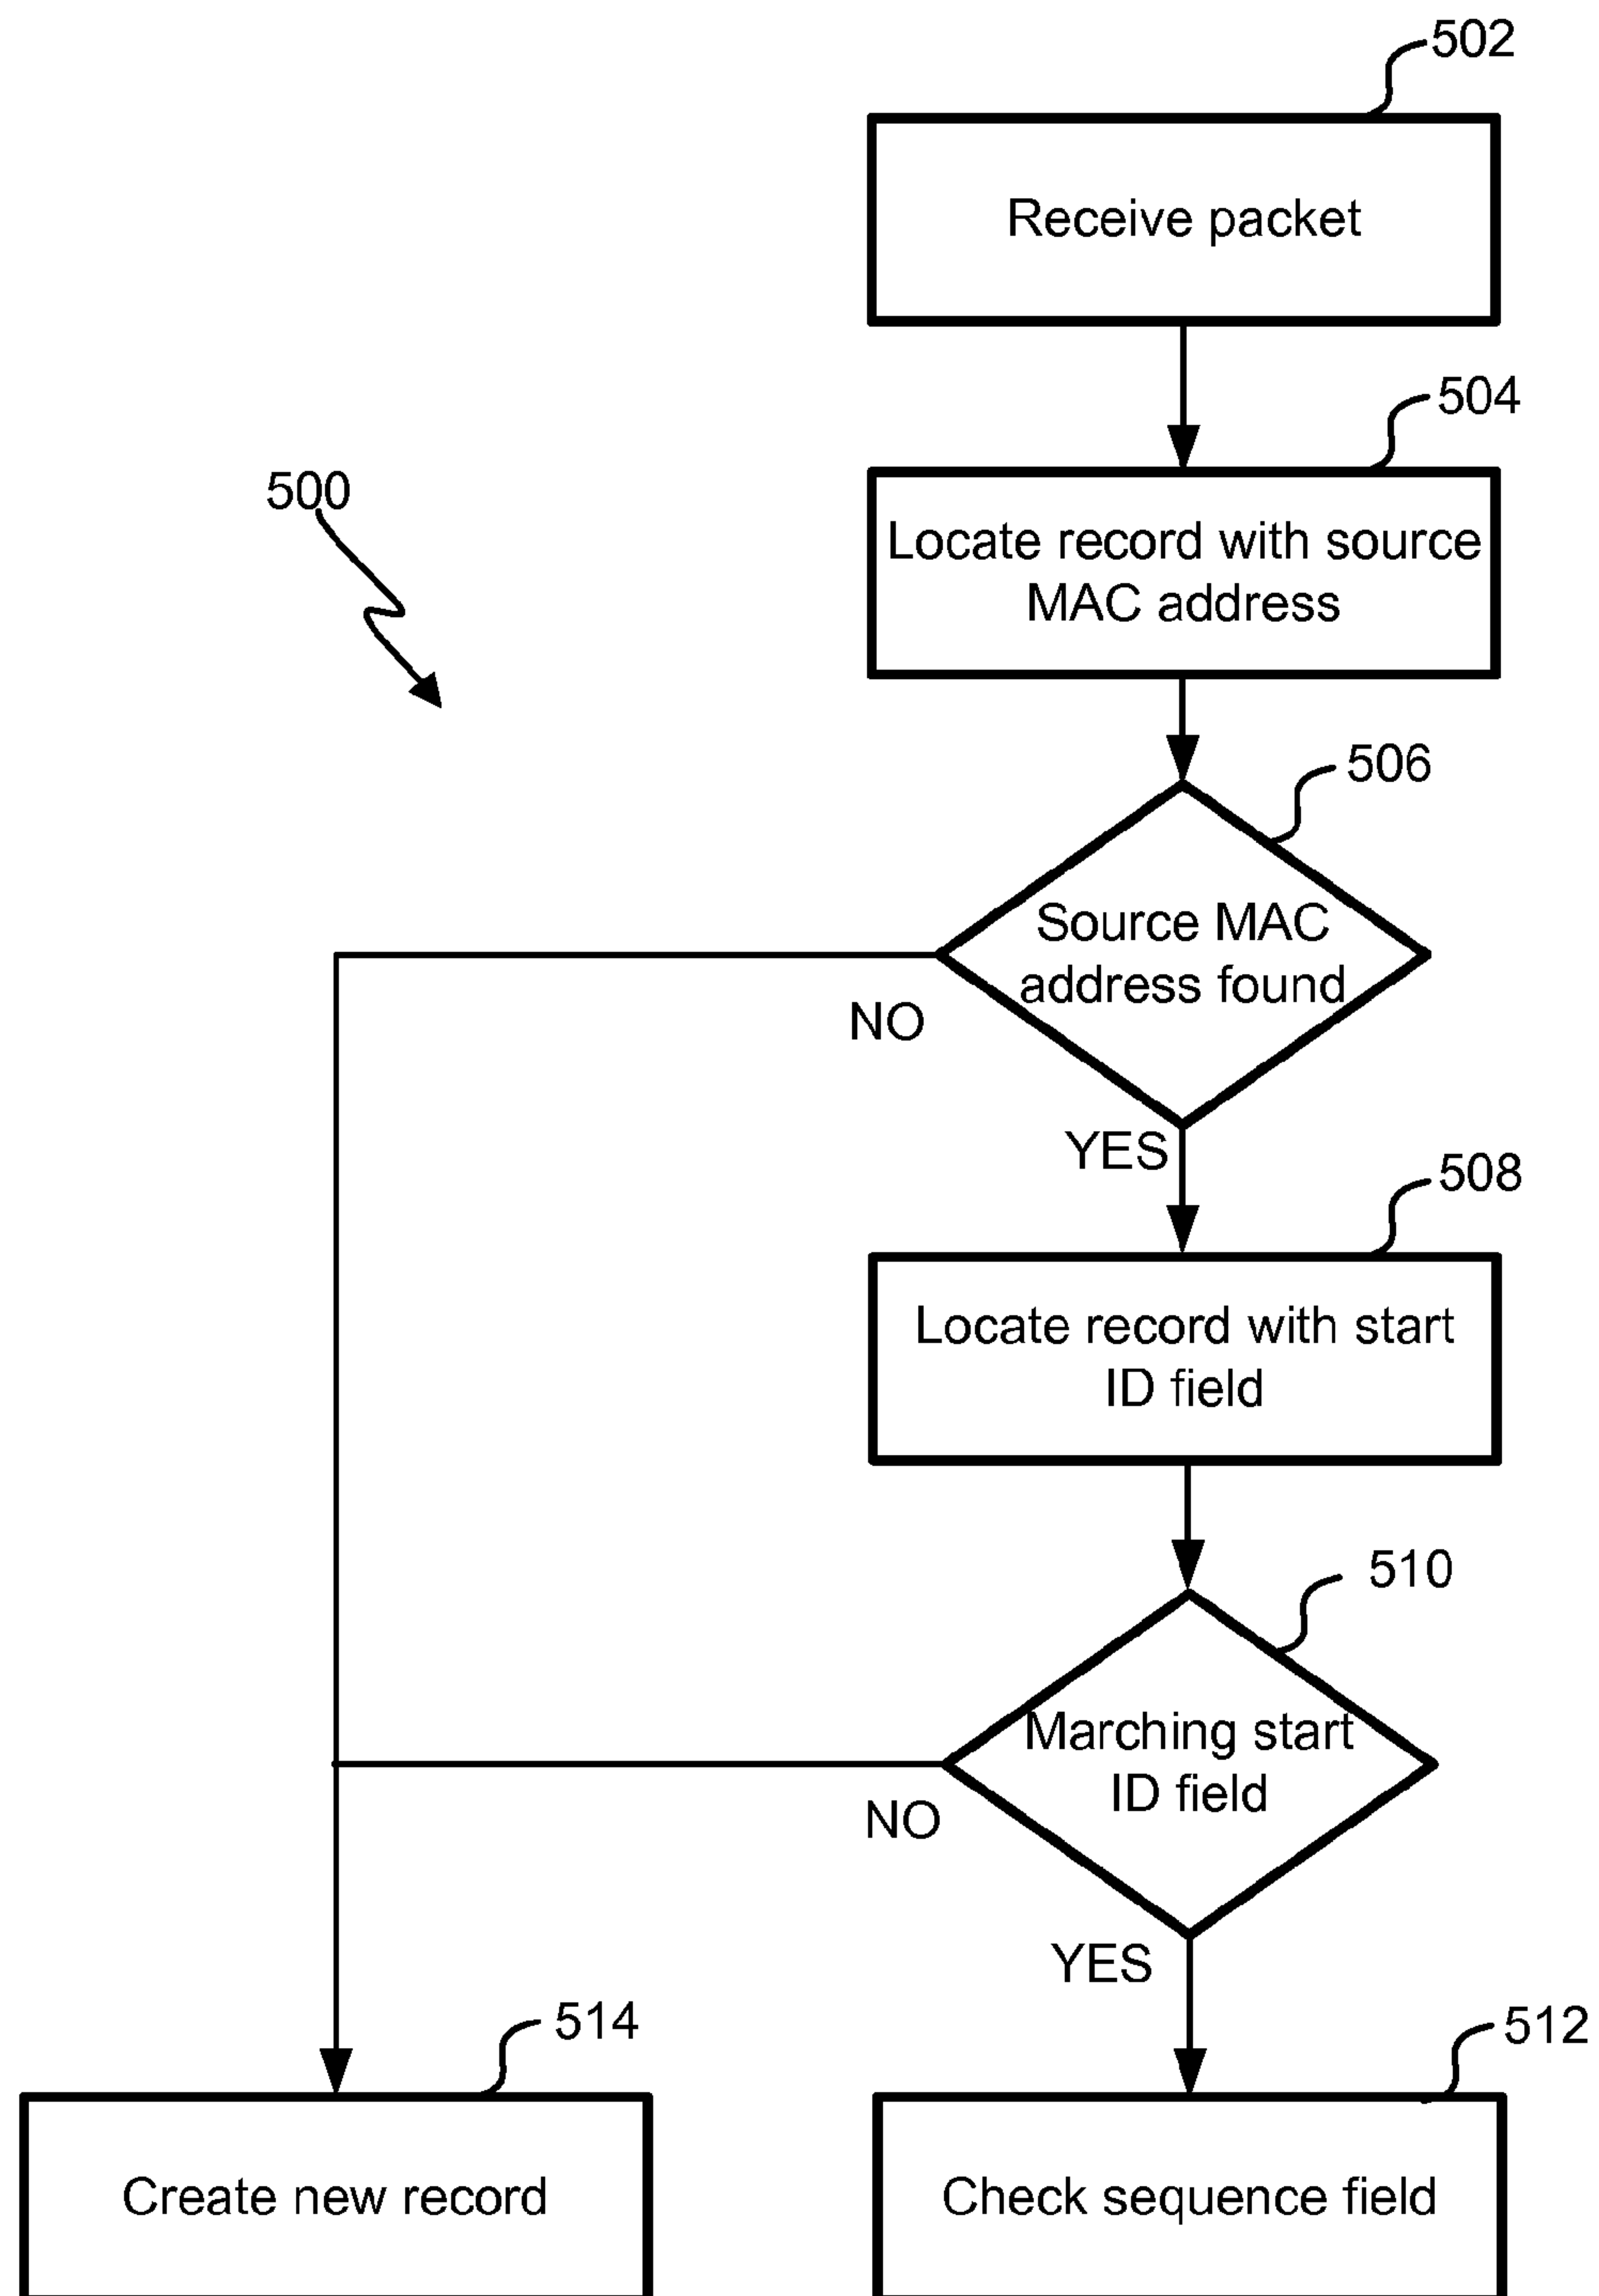 502
Receive packet
504
500
Locate record with source
MAC address
506
Source MAC
address found
NO
YES
508
Locate record with start
ID field
510
Marching start
ID field
NO
YES
514
512
Create new record
Check sequence field